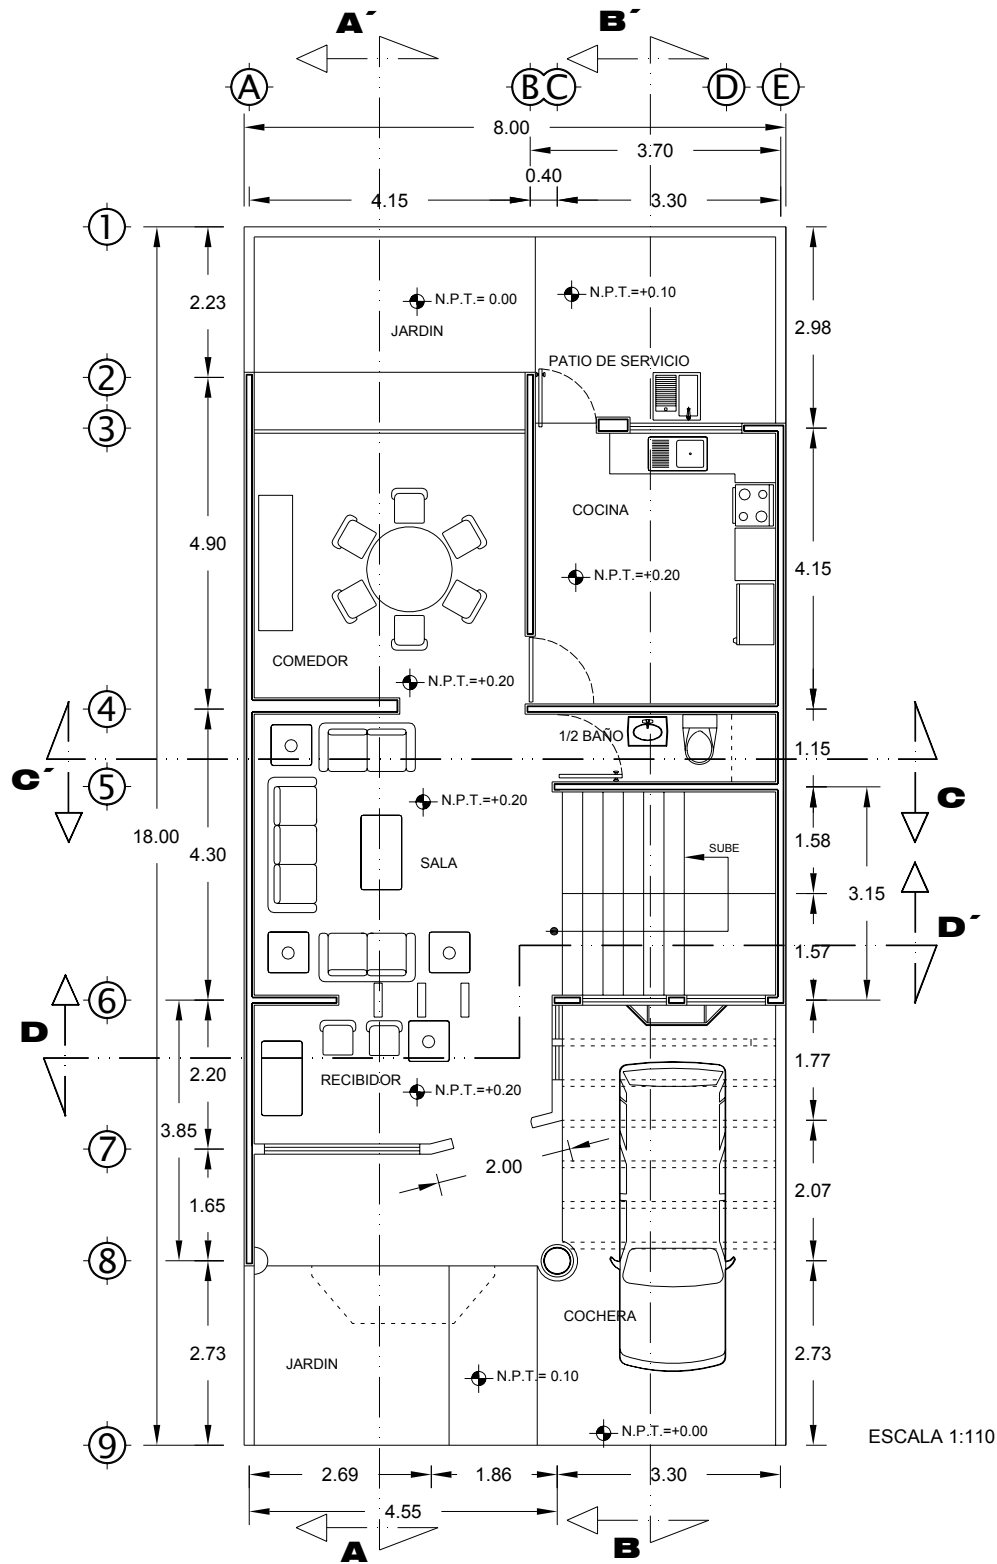 A´
B´
A
B
C
D
E
8.00
3.70
0.40
4.15
3.30
1
2.23
N.P.T.= 0.00
N.P.T.=+0.10
JARDIN
2.98
PATIO DE SERVICIO
2
3
COCINA
4.90
4.15
N.P.T.=+0.20
COMEDOR
N.P.T.=+0.20
4
1/2 BAÑO
1.15
C´
5
C
N.P.T.=+0.20
18.00
4.30
SALA
SUBE
1.58
3.15
D´
1.57
6
D
2.20
RECIBIDOR
N.P.T.=+0.20
1.77
3.85
7
2.00
1.65
2.07
8
COCHERA
2.73
JARDIN
2.73
N.P.T.= 0.10
N.P.T.=+0.00
9
ESCALA 1:110
2.69
1.86
3.30
4.55
A
B